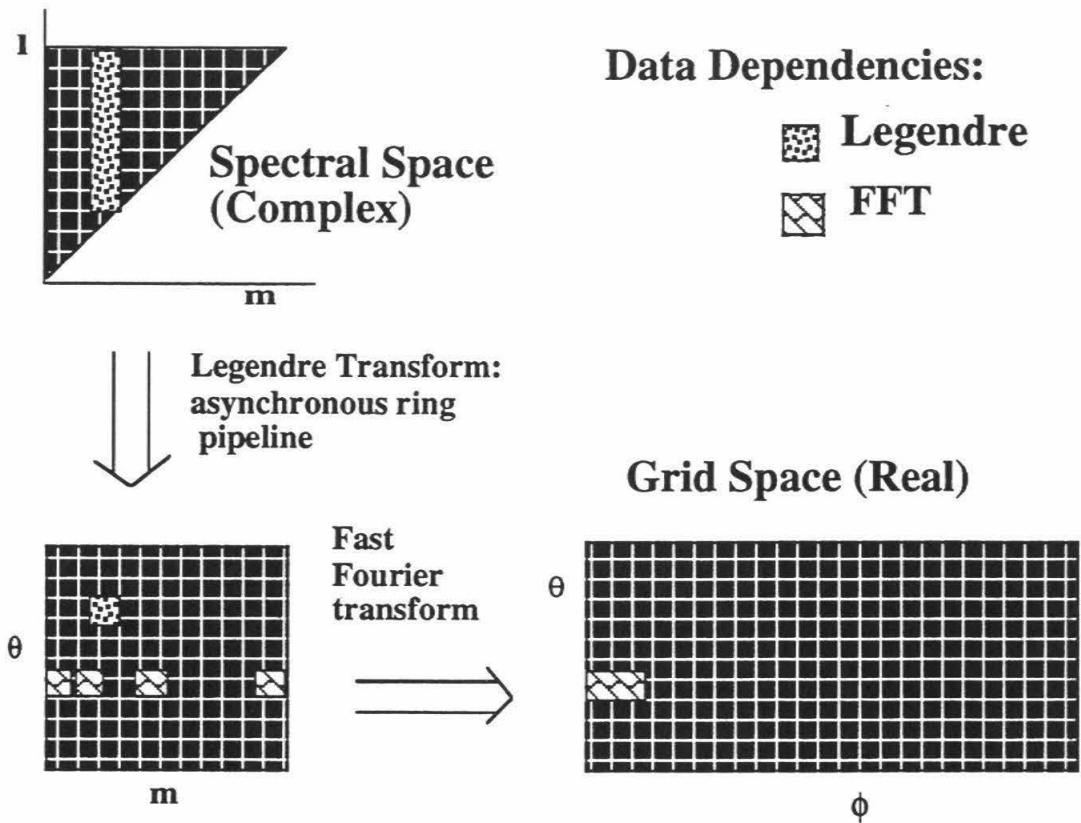 l
Data Dependencies:
Legendre
FFT
Spectral Space
(Complex)
m
Legendre Transform:
asynchronous ring
pipeline
Grid Space (Real)
Fast
Fourier
transform
θ
m
θ
ϕ